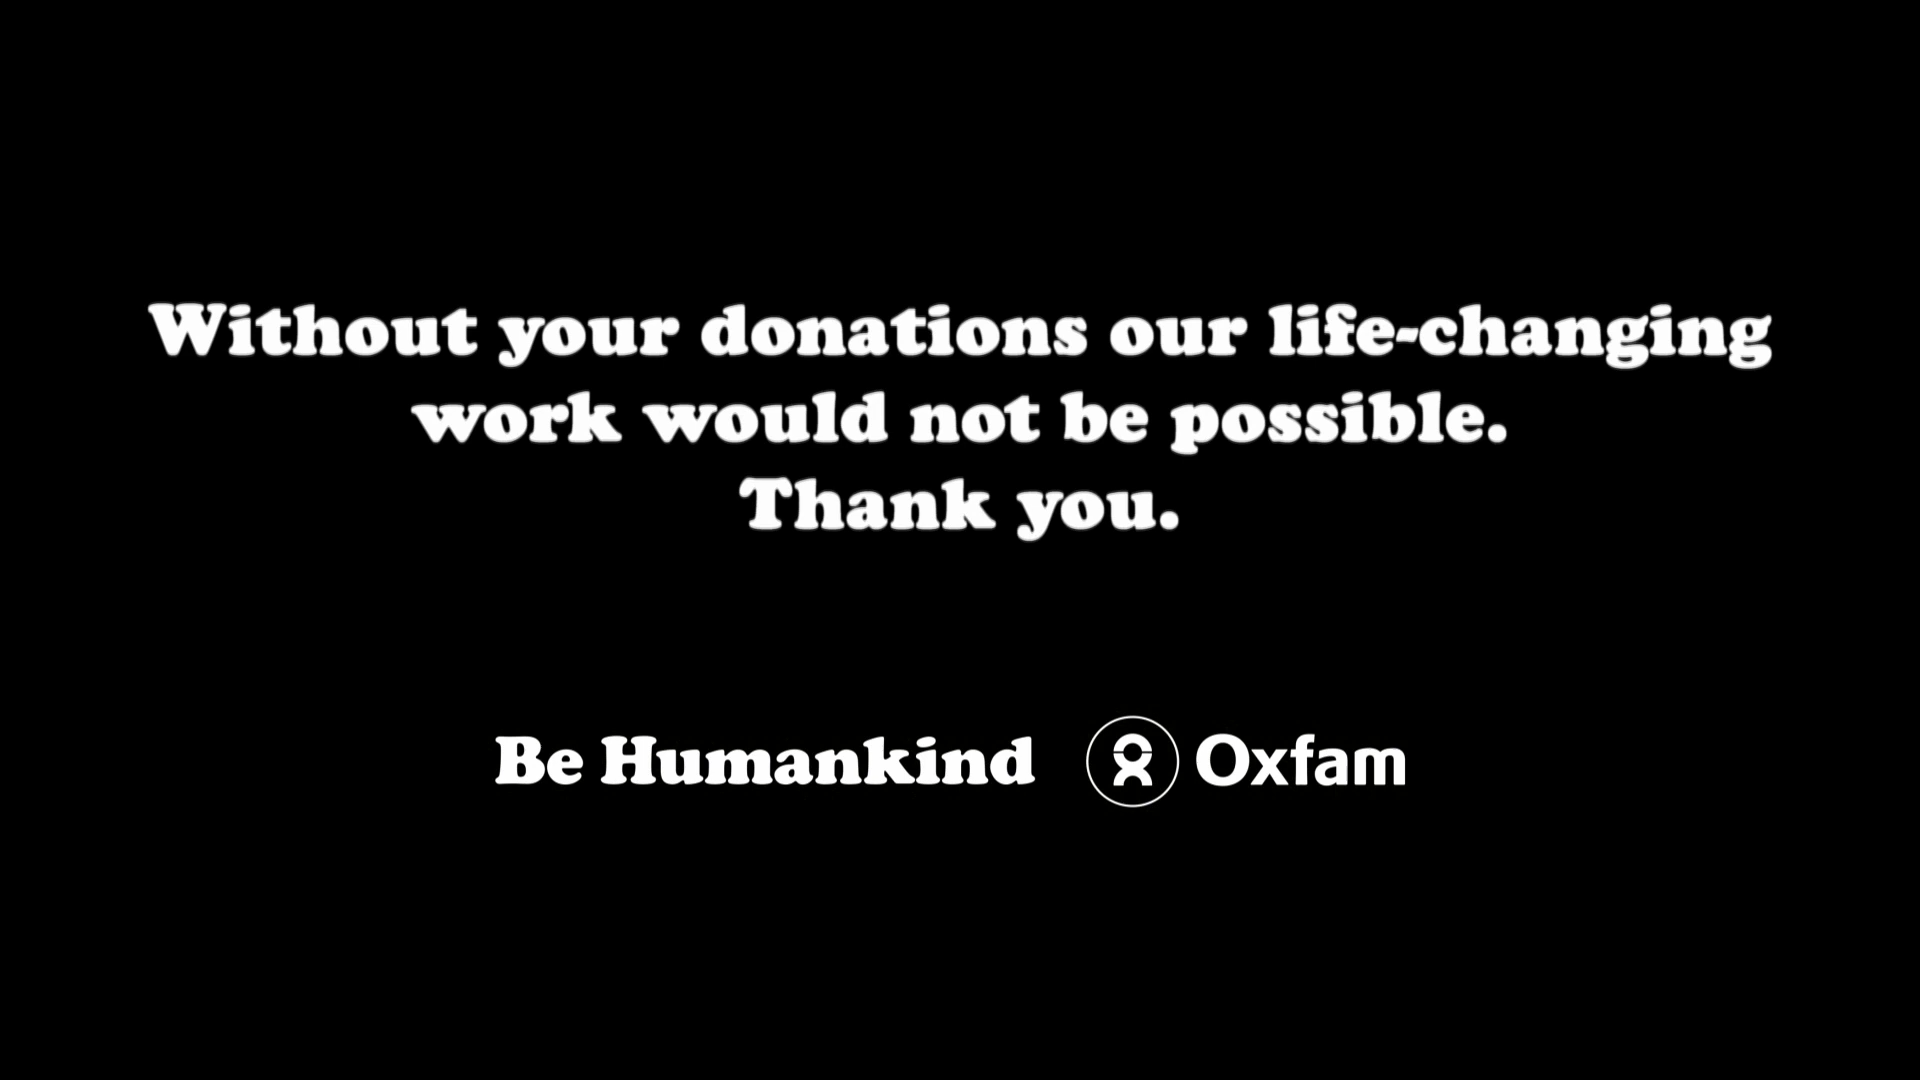 Without your donations our life-changing
work would not be possible.
Thank you.
Be Humankind Oxfam